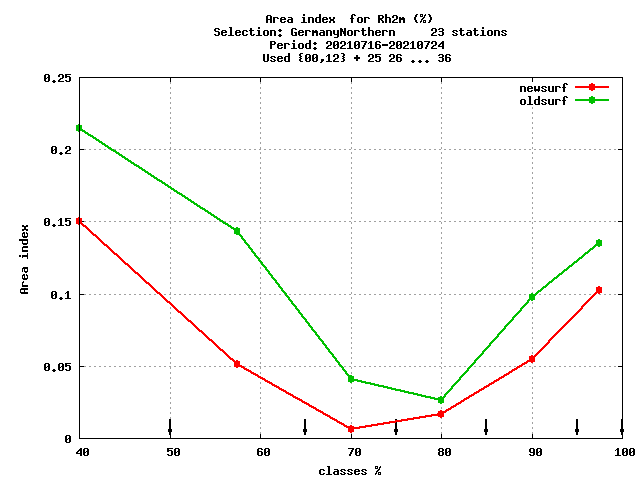 Area index  for Rh2m (%)
Selection: GermanyNorthern     23 stations
Period: 20210716-20210724
Used {00,12} + 25 26 ... 36
newsurf
oldsurf
0.25
0.2
0.15
0.1
0.05
0
Area index
40 50 60 70 80 90 100
classes %